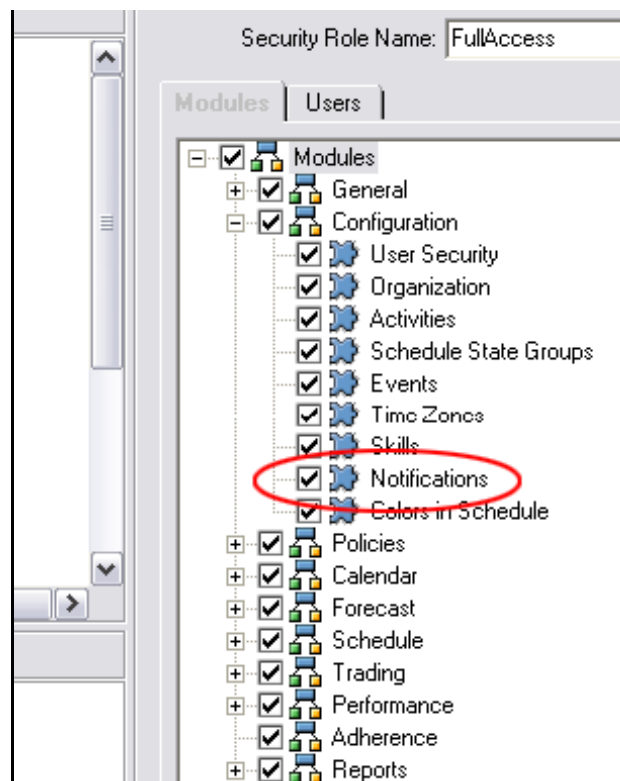 Security Role Name: FullAccess
Modules Users
Modules
General
Configuration
User Security
Organization
Activities
Schedule State Groups
Events
Time Zones
Skills
Notifications
Colors in Schedule
Policies
Calendar
Forecast
Schedule
Trading
Performance
Adherence
Reports